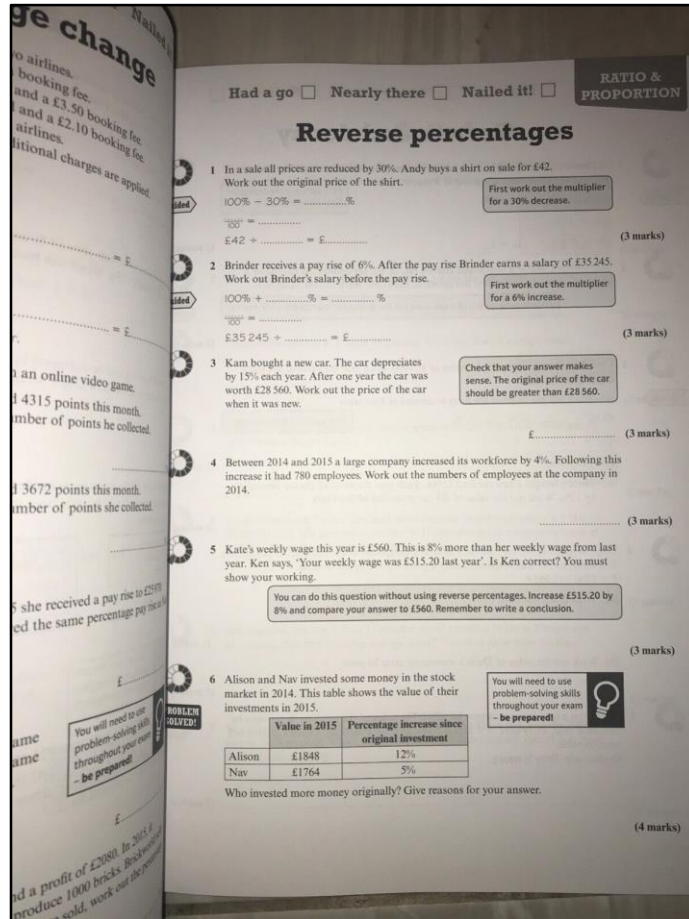 ge change
o airlines.
booking fee.
and a £3.50 booking fee.
and a £2.10 booking fee.
airlines.
ditional charges are applied.
= £
= £
an online video game.
4315 points this month.
mber of points he collected.
3672 points this month.
mber of points she collected.
she received a pay rise to
ed the same percentage pay
£
You will need to use
problem-solving skills
throughout your exam
– be prepared!
ame
ame
£
d a profit of £2080. In
produce 1000 bricks.
sold, work out the
Had a go □ Nearly there □ Nailed it! □
RATIO &
PROPORTION
Reverse percentages
1 In a sale all prices are reduced by 30%. Andy buys a shirt on sale for £42.
Work out the original price of the shirt.
First work out the multiplier
for a 30% decrease.
ided
100% − 30% = ..............%
/100 = ..............
£42 ÷ .............. = £..............
(3 marks)
2 Brinder receives a pay rise of 6%. After the pay rise Brinder earns a salary of £35 245.
Work out Brinder's salary before the pay rise.
First work out the multiplier
for a 6% increase.
ided
100% + ..............% = .............. %
/100 = ..............
£35 245 ÷ .............. = £..............
(3 marks)
3 Kam bought a new car. The car depreciates
by 15% each year. After one year the car was
worth £28 560. Work out the price of the car
when it was new.
Check that your answer makes
sense. The original price of the car
should be greater than £28 560.
£.......................... (3 marks)
4 Between 2014 and 2015 a large company increased its workforce by 4%. Following this
increase it had 780 employees. Work out the numbers of employees at the company in
2014.
.......................... (3 marks)
5 Kate's weekly wage this year is £560. This is 8% more than her weekly wage from last
year. Ken says, 'Your weekly wage was £515.20 last year'. Is Ken correct? You must
show your working.
You can do this question without using reverse percentages. Increase £515.20 by
8% and compare your answer to £560. Remember to write a conclusion.
(3 marks)
6 Alison and Nav invested some money in the stock
market in 2014. This table shows the value of their
investments in 2015.
You will need to use
problem-solving skills
throughout your exam
– be prepared!
ROBLEM
SOLVED!
Value in 2015 Percentage increase since
original investment
Alison £1848 12%
Nav £1764 5%
Who invested more money originally? Give reasons for your answer.
(4 marks)